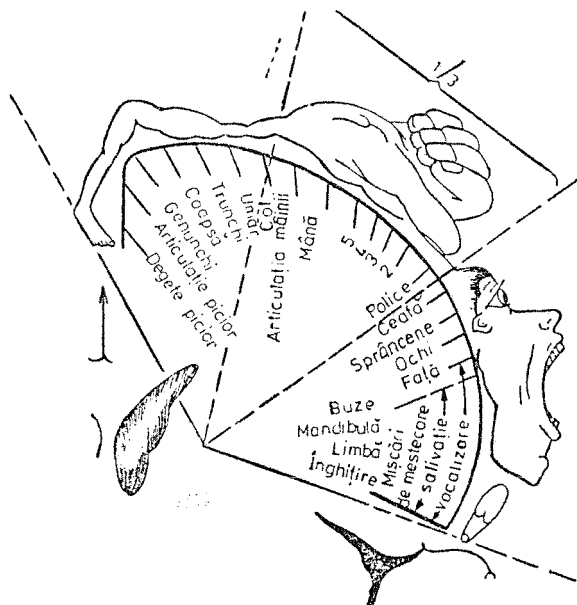 1/3
Degete picior
Articulație picior
Genunchi
Coapsă
Trunchi
Umăr
Cot
Articulația mâinii
Mână
5
4
3
2
Police
Ceafă
Sprâncene
Ochi
Față
Buze
Mandibulă
Limbă
Înghițire
Mișcări
de mestecare
salivație
vocalizare